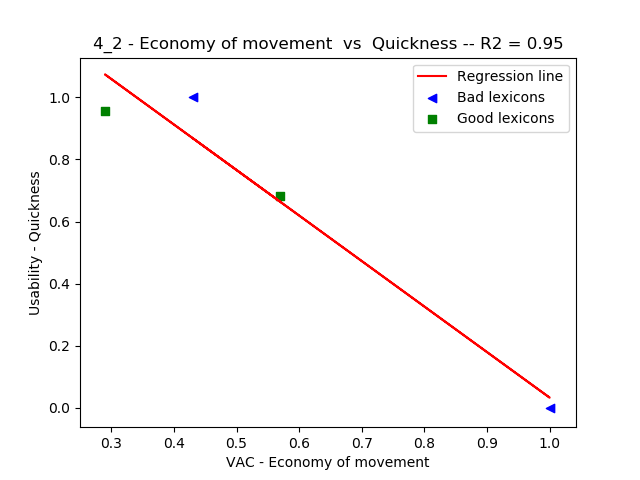 4_2 - Economy of movement  vs  Quickness -- R2 = 0.95
Regression line
Bad lexicons
Good lexicons
Usability - Quickness
1.0
0.8
0.6
0.4
0.2
0.0
0.3 0.4 0.5 0.6 0.7 0.8 0.9 1.0
VAC - Economy of movement